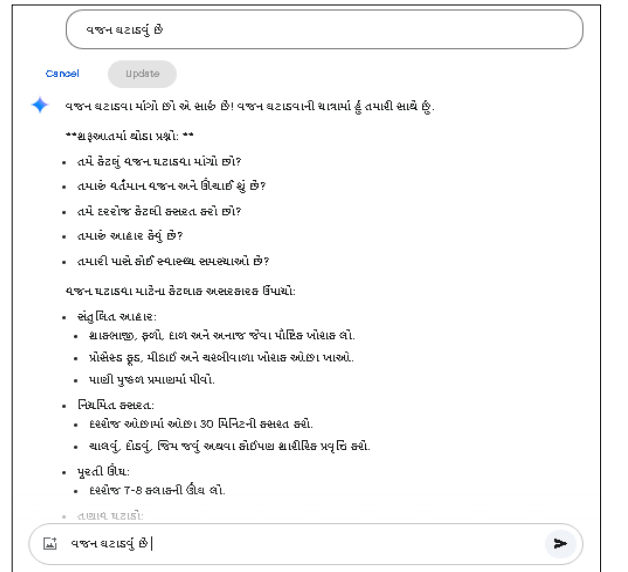 વજન ઘટાડવું છે
Cancel Update
વજન ઘટાડવા માંગો છો એ સારું છે! વજન ઘટાડવાની યાત્રામાં હું તમારી સાથે છું.
**શરૂઆતમાં થોડા પ્રશ્નો: **
• તમે કેટલું વજન ઘટાડવા માંગો છો?
• તમારું વર્તમાન વજન અને ઊંચાઈ શું છે?
• તમે દરરોજ કેટલી કસરત કરો છો?
• તમારું આહાર કેવું છે?
• તમારી પાસે કોઈ સ્વાસ્થ્ય સમસ્યાઓ છે?
વજન ઘટાડવા માટેના કેટલાક અસરકારક ઉપાયો:
• સંતુલિત આહાર:
• શાકભાજી, ફળો, દાળ અને અનાજ જેવા પૌષ્ટિક ખોરાક લો.
• પ્રોસેસ્ડ ફૂડ, મીઠાઈ અને ચરબીવાળા ખોરાક ઓછા ખાઓ.
• પાણી પુષ્કળ પ્રમાણમાં પીવો.
• નિયમિત કસરત:
• દરરોજ ઓછામાં ઓછા 30 મિનિટની કસરત કરો.
• ચાલવું, દોડવું, જિમ જવું અથવા કોઈપણ શારીરિક પ્રવૃત્તિ કરો.
• પૂરતી ઊંઘ:
• દરરોજ 7-8 કલાકની ઊંઘ લો.
• તણાવ ઘટાડો:
વજન ઘટાડવું છે